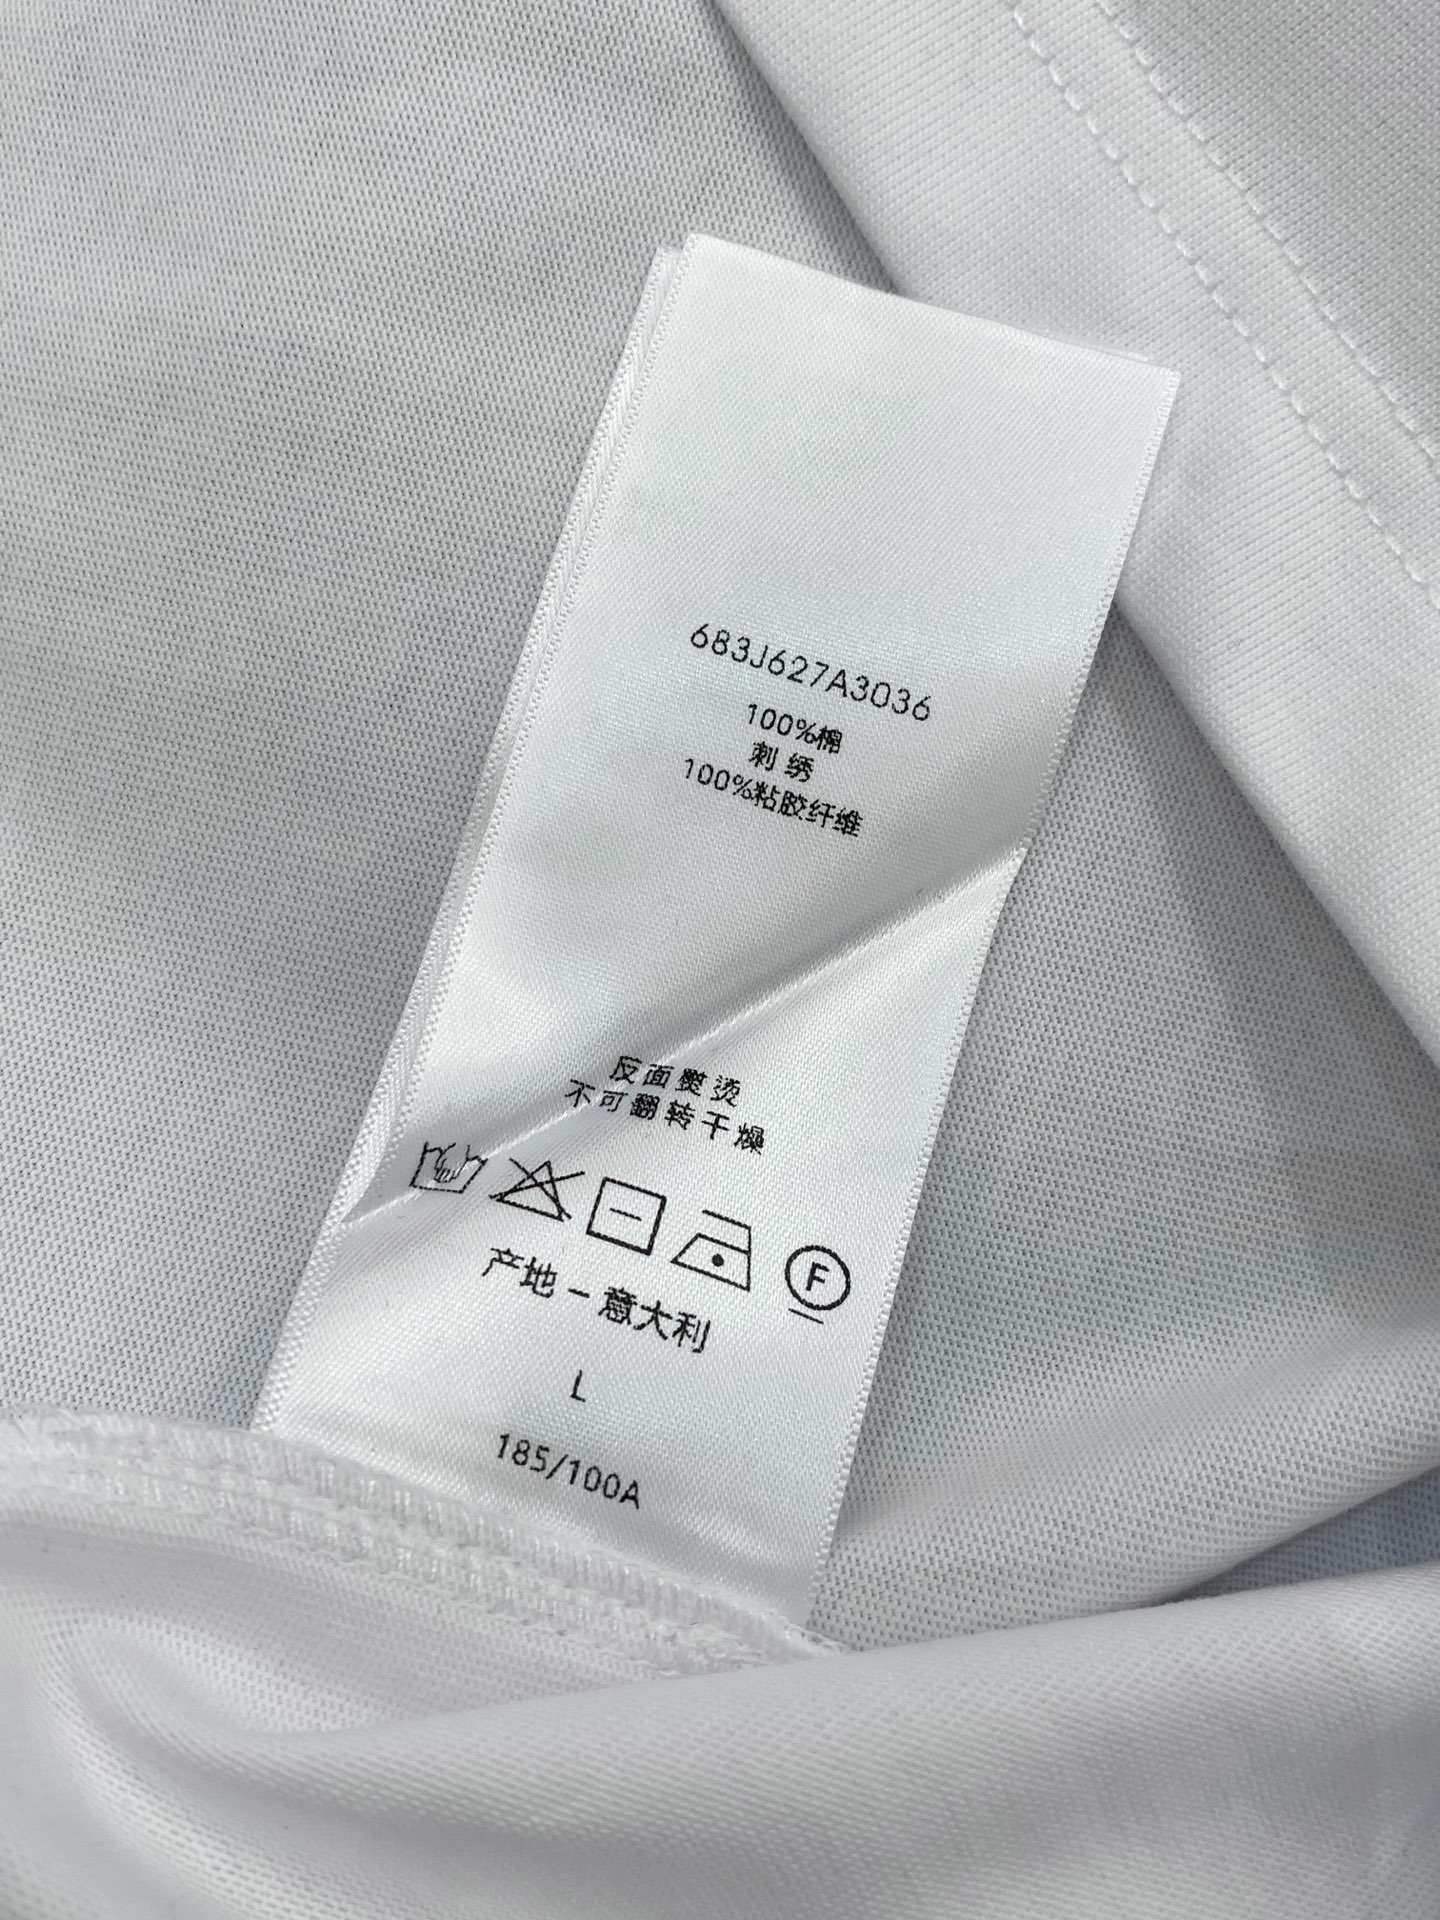 683J627A3036
100%棉
刺绣
100%粘胶纤维
反面熨烫
不可翻转干燥
F
产地 – 意大利
L
185/100A